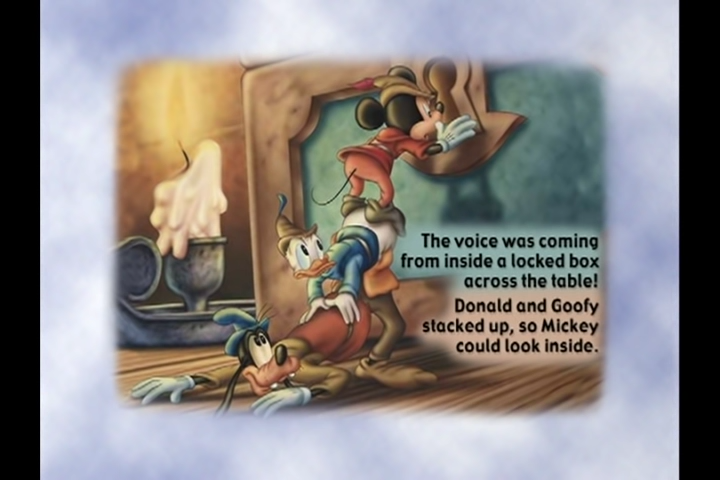 The voice was coming
from inside a locked box
across the table!
Donald and Goofy
stacked up, so Mickey
could look inside.